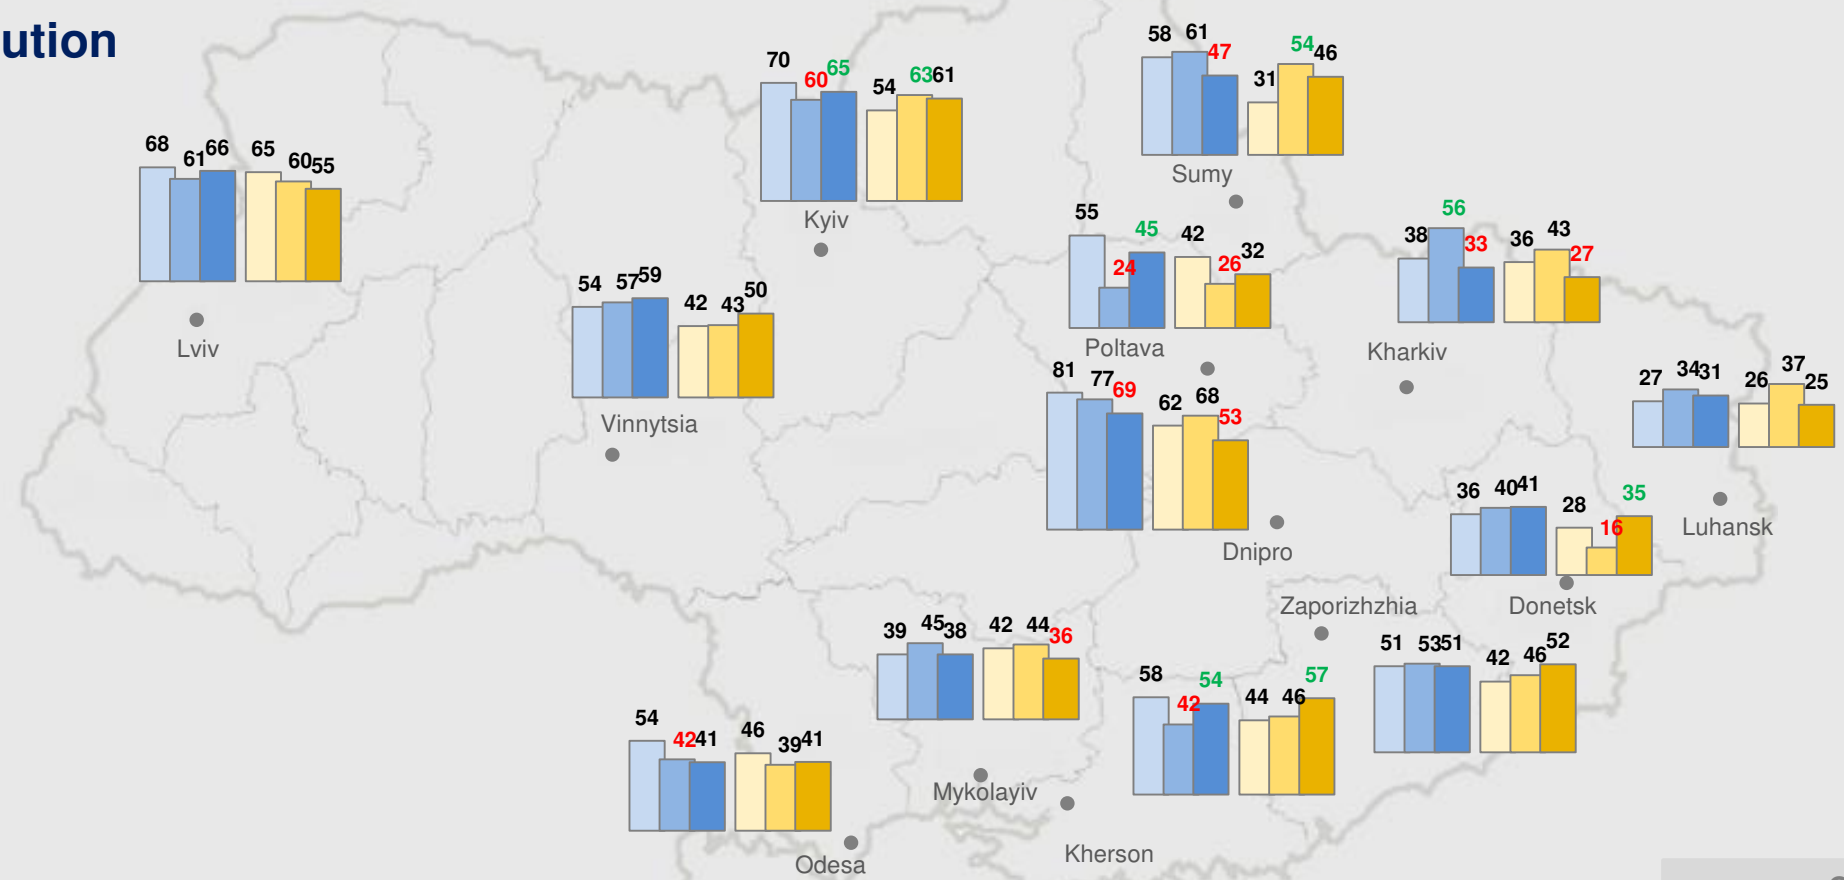 ution
58 61 47 31 54 46
Sumy
70 60 65 54 63 61
Kyiv
68 61 66 65 60 55
Lviv
55 24 45 42 26 32
Poltava
38 56 33 36 43 27
Kharkiv
54 57 59 42 43 50
Vinnytsia
81 77 69 62 68 53
Dnipro
27 34 31 26 37 25
Luhansk
36 40 41 28 16 35
Donetsk
Zaporizhzhia
51 53 51 42 46 52
39 45 38 42 44 36
Mykolayiv
58 42 54 44 46 57
Kherson
54 42 41 46 39 41
Odesa